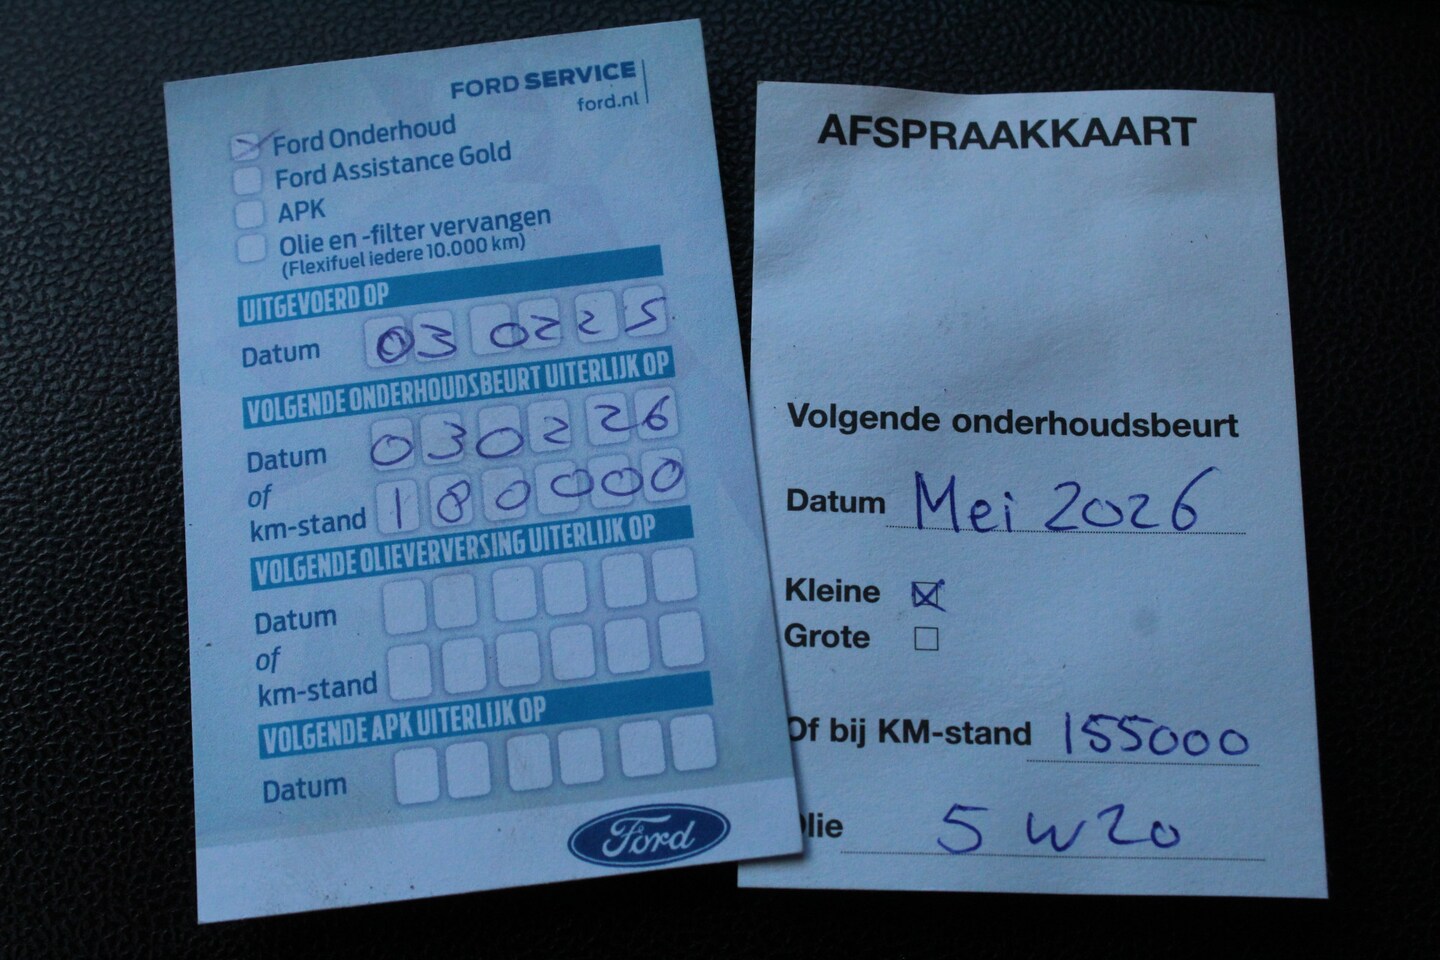 FORD SERVICE
ford.nl
Ford Onderhoud
Ford Assistance Gold
APK
Olie en -filter vervangen
(Flexifuel iedere 10.000 km)
UITGEVOERD OP
Datum 03 02 25
VOLGENDE ONDERHOUDSBEURT UITERLIJK OP
Datum 03 02 26
of
km-stand 180000
VOLGENDE OLIEVERVERSING UITERLIJK OP
Datum
of
km-stand
VOLGENDE APK UITERLIJK OP
Datum
Ford
AFSPRAAKKAART
Volgende onderhoudsbeurt
Datum Mei 2026
Kleine
Grote
Of bij KM-stand 155000
Olie 5W20